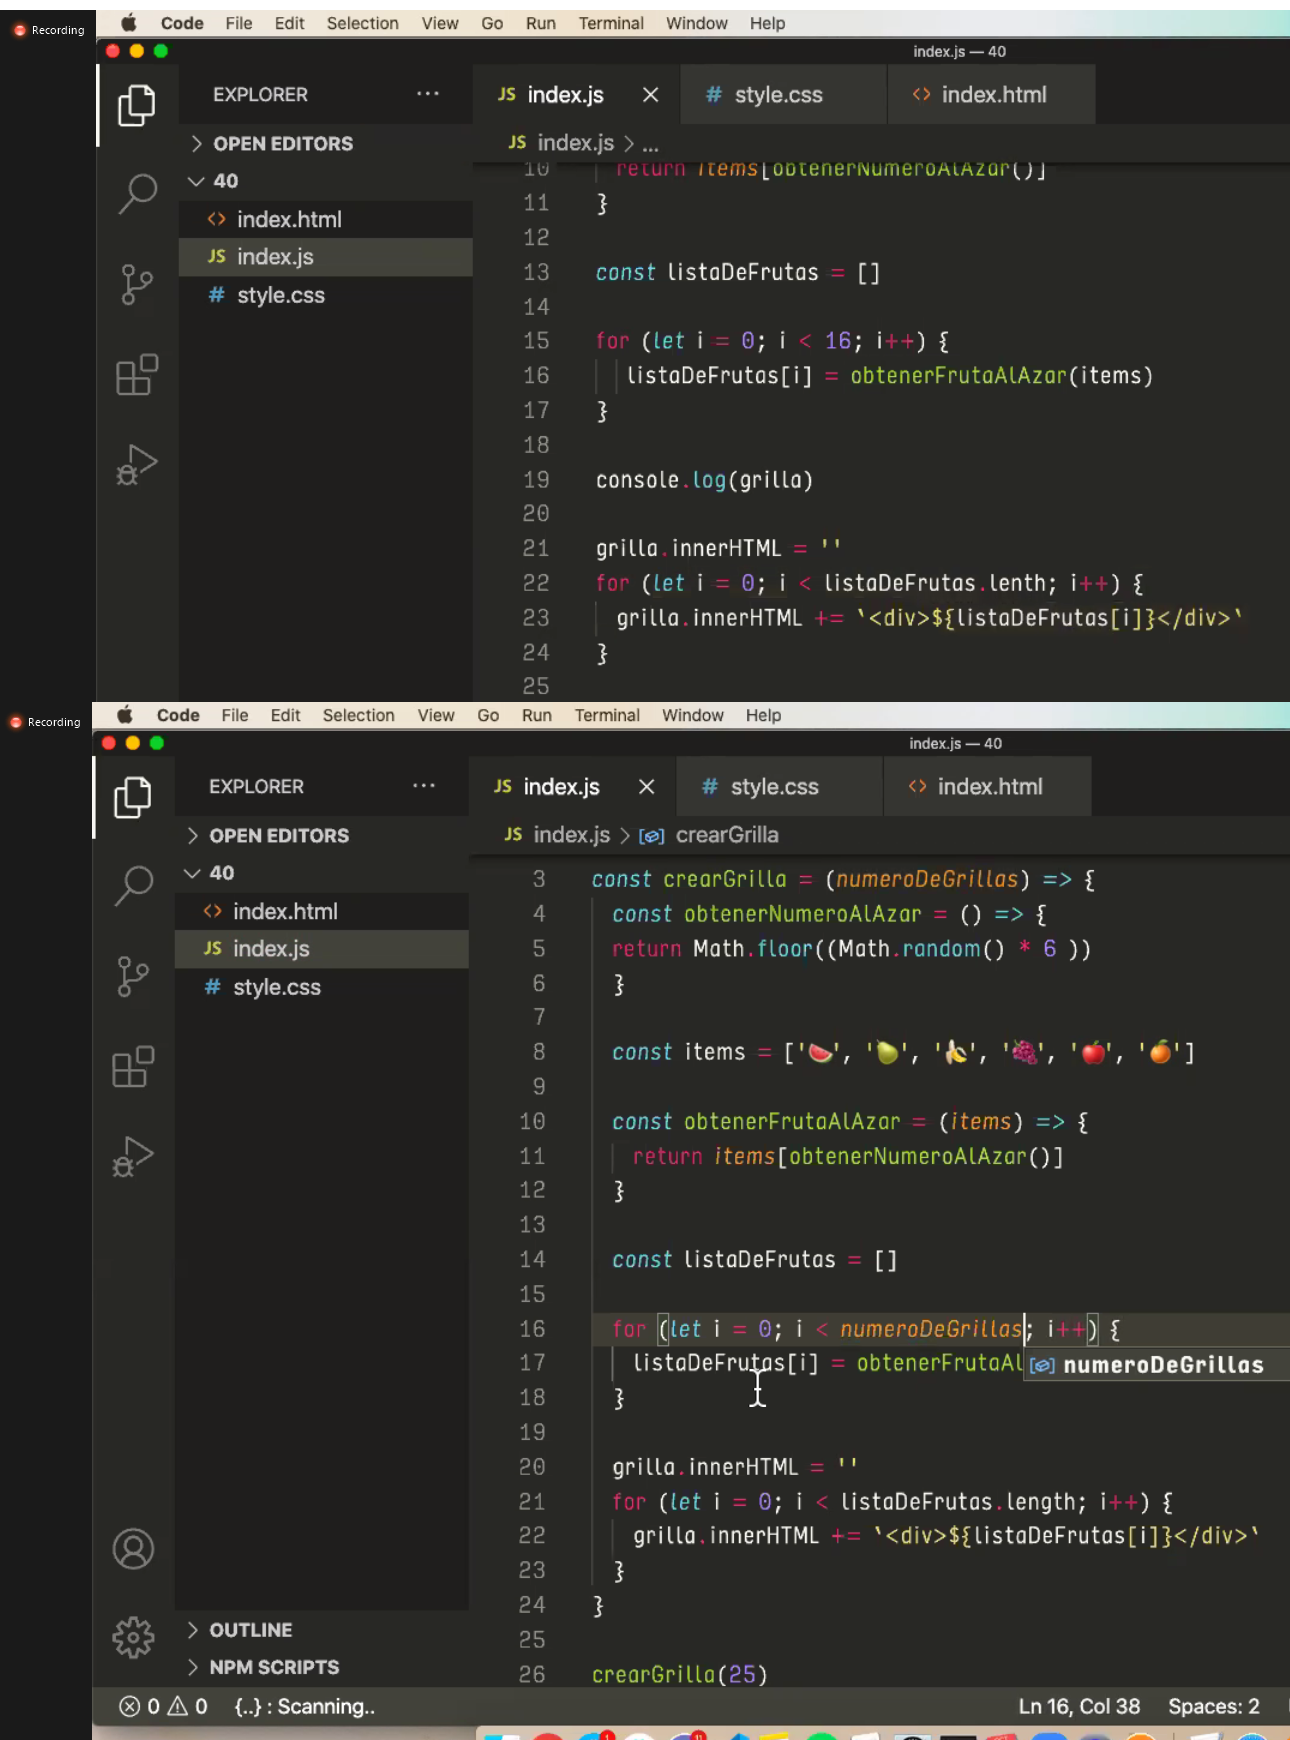 Recording
Code File Edit Selection View Go Run Terminal Window Help
index.js — 40
EXPLORER ...
JS index.js × # style.css <> index.html
OPEN EDITORS
JS index.js > ...
40
<> index.html
JS index.js
# style.css
10 return items[obtenerNumeroAlAzar()]
11 }
12
13 const listaDeFrutas = []
14
15 for (let i = 0; i < 16; i++) {
16 listaDeFrutas[i] = obtenerFrutaAlAzar(items)
17 }
18
19 console.log(grilla)
20
21 grilla.innerHTML = ''
22 for (let i = 0; i < listaDeFrutas.lenth; i++) {
23 grilla.innerHTML += `<div>${listaDeFrutas[i]}</div>`
24 }
25
Recording
Code File Edit Selection View Go Run Terminal Window Help
index.js — 40
EXPLORER ...
JS index.js × # style.css <> index.html
OPEN EDITORS
JS index.js > crearGrilla
40
<> index.html
JS index.js
# style.css
3 const crearGrilla = (numeroDeGrillas) => {
4 const obtenerNumeroAlAzar = () => {
5 return Math.floor((Math.random() * 6 ))
6 }
7
8 const items = ['🍉', '🍐', '🍌', '🍇', '🍎', '🍊']
9
10 const obtenerFrutaAlAzar = (items) => {
11 return items[obtenerNumeroAlAzar()]
12 }
13
14 const listaDeFrutas = []
15
16 for (let i = 0; i < numeroDeGrillas; i++) {
17 listaDeFrutas[i] = obtenerFrutaAl
numeroDeGrillas
18 }
19
20 grilla.innerHTML = ''
21 for (let i = 0; i < listaDeFrutas.length; i++) {
22 grilla.innerHTML += `<div>${listaDeFrutas[i]}</div>`
23 }
24 }
25
26 crearGrilla(25)
OUTLINE
NPM SCRIPTS
0 0 {..} : Scanning.. Ln 16, Col 38 Spaces: 2